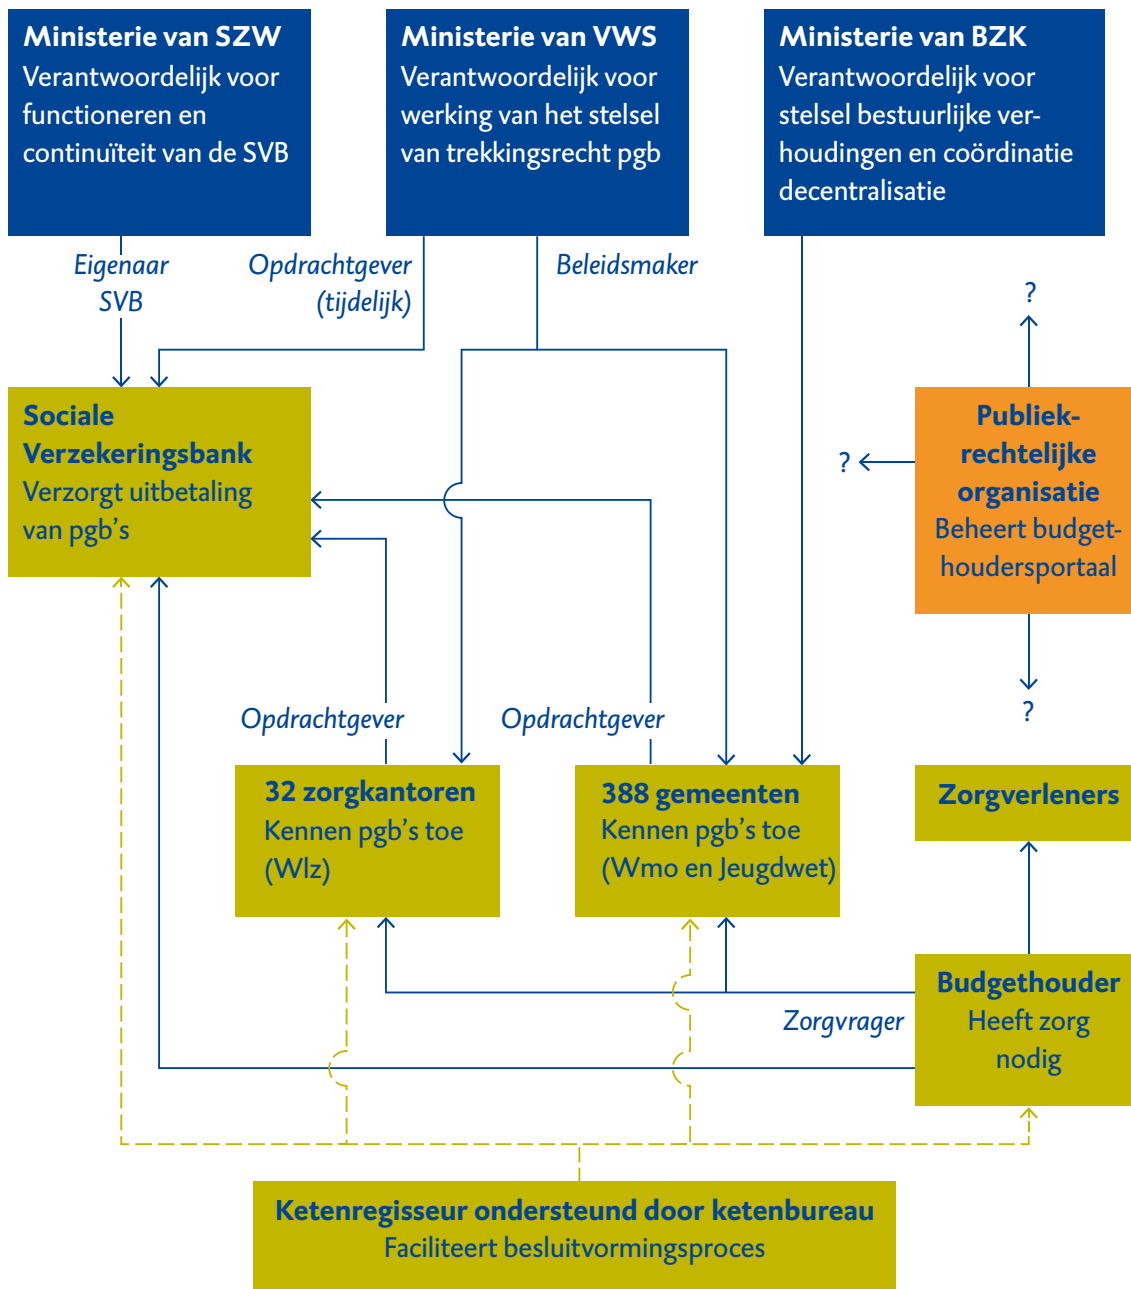 Ministerie van SZW
Verantwoordelijk voor
functioneren en
continuïteit van de SVB
Ministerie van VWS
Verantwoordelijk voor
werking van het stelsel
van trekkingsrecht pgb
Ministerie van BZK
Verantwoordelijk voor
stelsel bestuurlijke ver-
houdingen en coördinatie
decentralisatie
Eigenaar
SVB
Opdrachtgever
(tijdelijk)
Beleidsmaker
?
Sociale
Verzekeringsbank
Verzorgt uitbetaling
van pgb's
?
Publiek-
rechtelijke
organisatie
Beheert budget-
houdersportaal
?
Opdrachtgever
Opdrachtgever
32 zorgkantoren
Kennen pgb's toe
(Wlz)
388 gemeenten
Kennen pgb's toe
(Wmo en Jeugdwet)
Zorgverleners
Budgethouder
Heeft zorg
nodig
Zorgvrager
Ketenregisseur ondersteund door ketenbureau
Faciliteert besluitvormingsproces